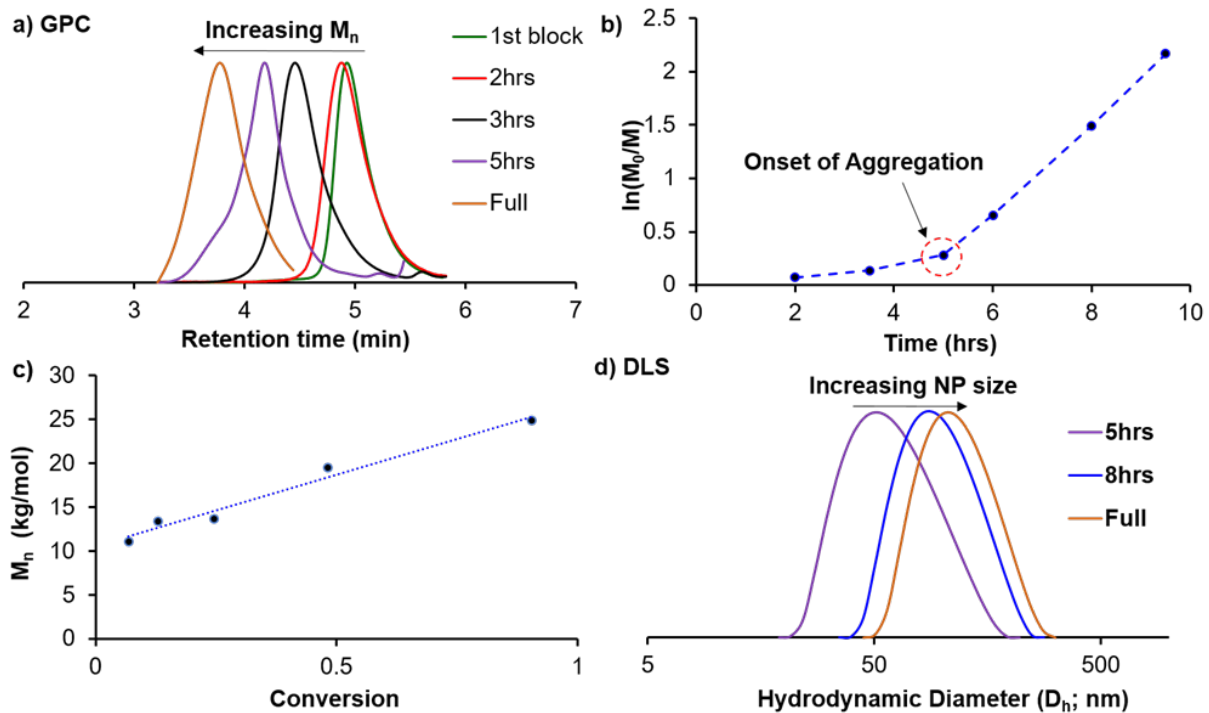 a) GPC
Increasing Mn
1st block
2hrs
3hrs
5hrs
Full
2 3 4 5 6 7
Retention time (min)
b)
2.5
2
1.5
1
0.5
0
ln(M0/M)
Onset of Aggregation
0 2 4 6 8 10
Time (hrs)
c)
30
25
20
15
10
5
0
Mn (kg/mol)
0 0.5 1
Conversion
d) DLS
Increasing NP size
5hrs
8hrs
Full
5 50 500
Hydrodynamic Diameter (Dh; nm)